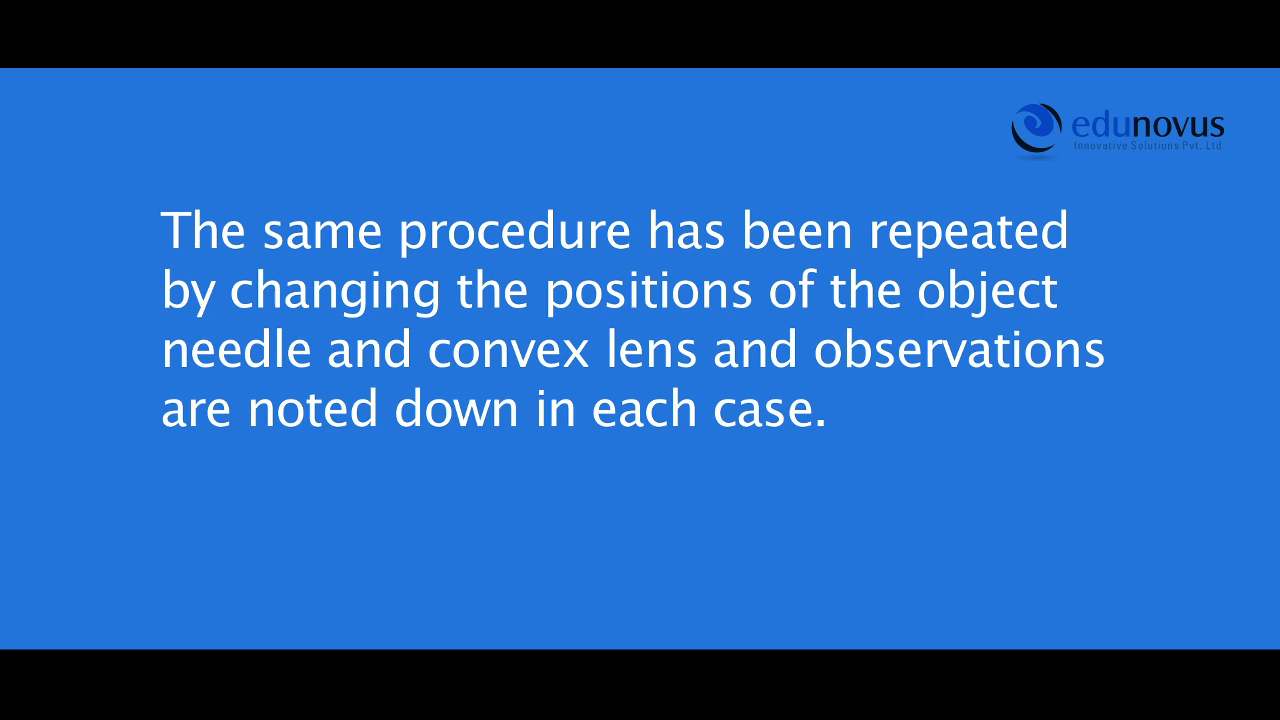 edunovus
Innovative Solutions Pvt. Ltd
The same procedure has been repeated
by changing the positions of the object
needle and convex lens and observations
are noted down in each case.